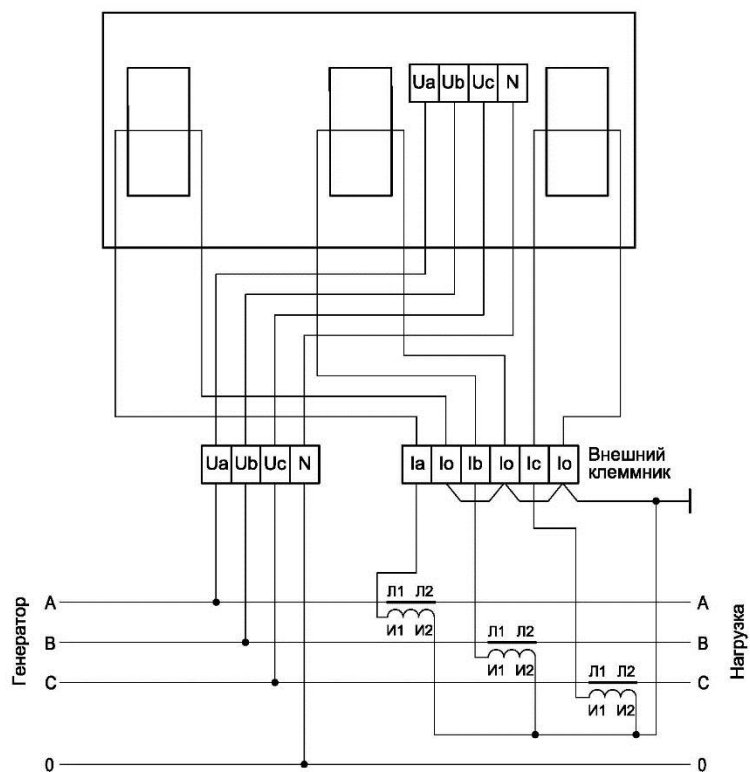 Ua Ub Uc N
Ua Ub Uc N
Ia Io Ib Io Ic Io
Внешний
клеммник
Генератор
A
Л1 Л2
A
И1 И2
B
Л1 Л2
B
И1 И2
C
Л1 Л2
C
И1 И2
0
0
Нагрузка